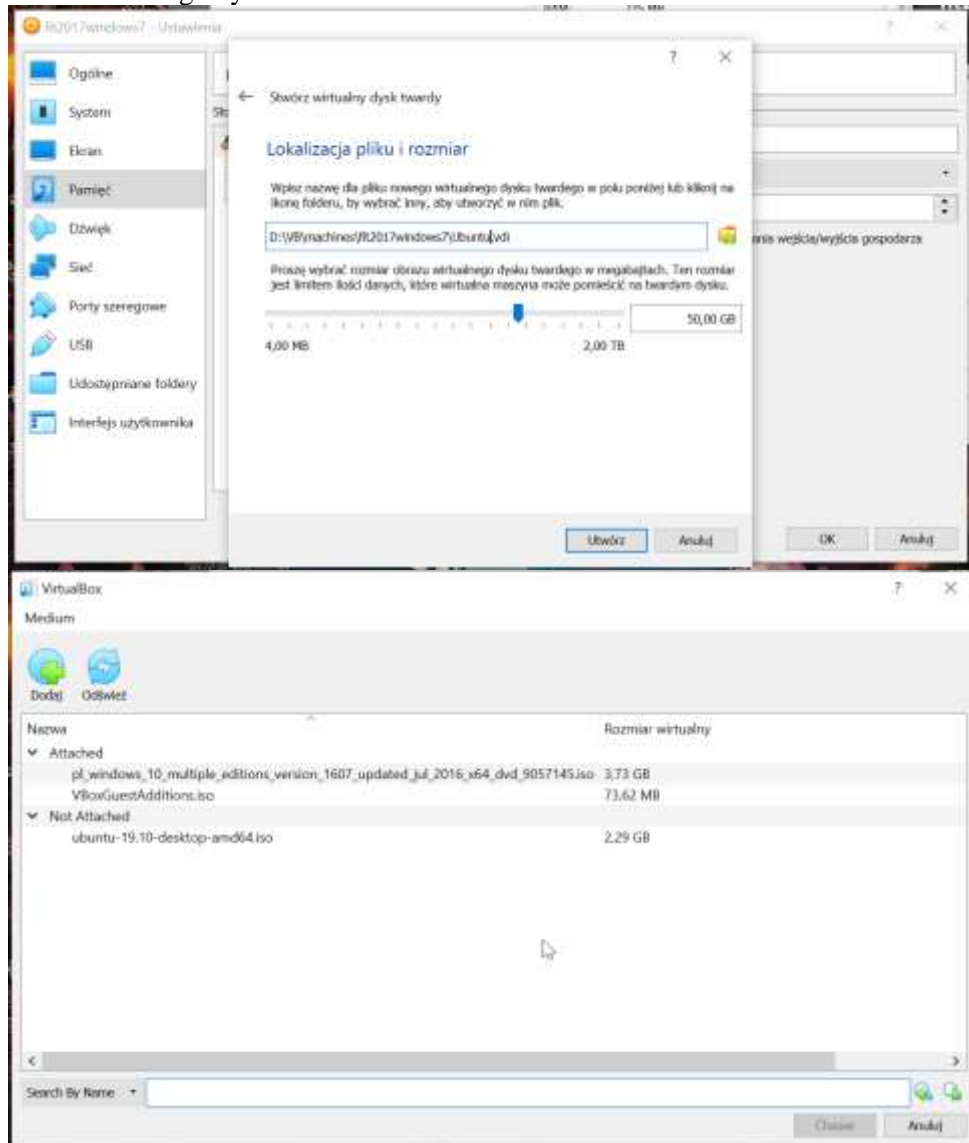 fit2017windows7 - Ustawienia
Ogólne
System
Ekran
Pamięć
Dźwięk
Sieć
Porty szeregowe
USB
Udostępniane foldery
Interfejs użytkownika
Stwórz wirtualny dysk twardy
Lokalizacja pliku i rozmiar
Wpisz nazwę dla pliku nowego wirtualnego dysku twardego w polu poniżej lub kliknij na
ikonę folderu, by wybrać inny, aby utworzyć w nim plik.
D:\VB\machines\fit2017windows7\Ubuntu.vdi
Proszę wybrać rozmiar obrazu wirtualnego dysku twardego w megabajtach. Ten rozmiar
jest limitem ilości danych, które wirtualna maszyna może pomieścić na twardym dysku.
50,00 GB
4,00 MB
2,00 TB
Utwórz
Anuluj
wejścia/wyjścia gospodarza
OK
Anuluj
VirtualBox
Medium
Dodaj
Odśwież
Nazwa
Rozmiar wirtualny
Attached
pl_windows_10_multiple_editions_version_1607_updated_jul_2016_x64_dvd_9057145.iso 3,73 GB
VBoxGuestAdditions.iso 73,62 MB
Not Attached
ubuntu-19.10-desktop-amd64.iso 2,29 GB
Search By Name
Choose
Anuluj